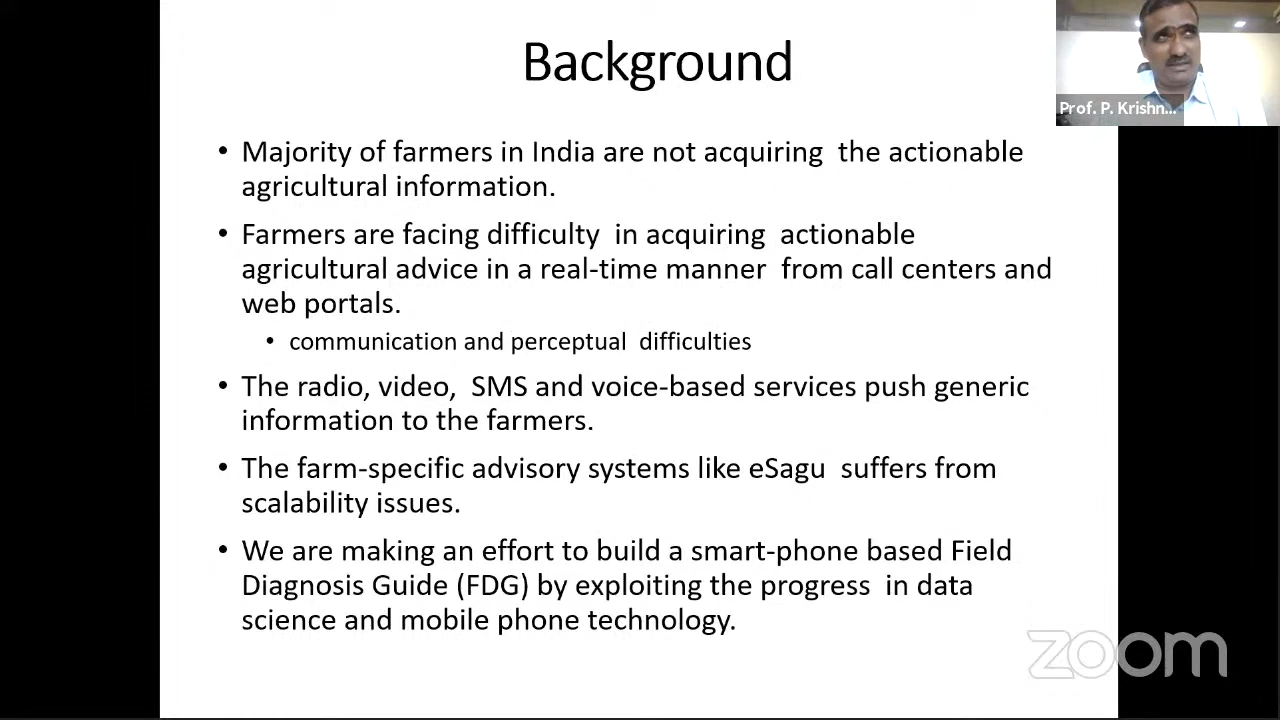 Background
Prof. P. Krishn...
• Majority of farmers in India are not acquiring the actionable
agricultural information.
• Farmers are facing difficulty in acquiring actionable
agricultural advice in a real-time manner from call centers and
web portals.
• communication and perceptual difficulties
• The radio, video, SMS and voice-based services push generic
information to the farmers.
• The farm-specific advisory systems like eSagu suffers from
scalability issues.
• We are making an effort to build a smart-phone based Field
Diagnosis Guide (FDG) by exploiting the progress in data
science and mobile phone technology.
zoom